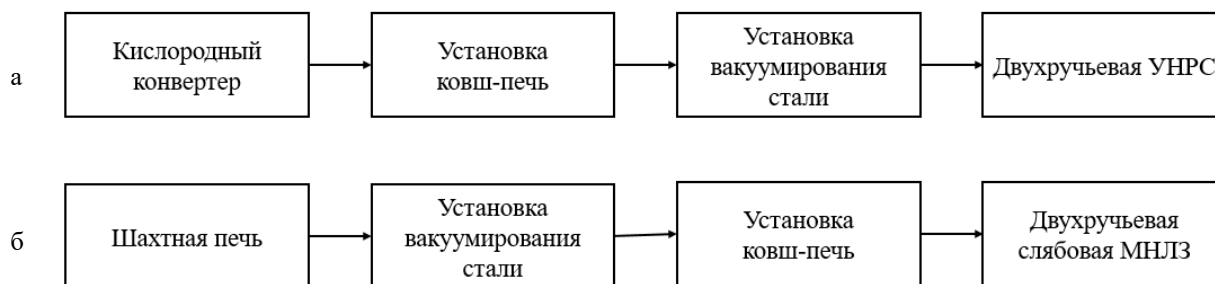 а
Кислородный
конвертер
Установка
ковш-печь
Установка
вакуумирования
стали
Двухручьевая УНРС
б
Шахтная печь
Установка
вакуумирования
стали
Установка
ковш-печь
Двухручьевая
слябовая МНЛЗ